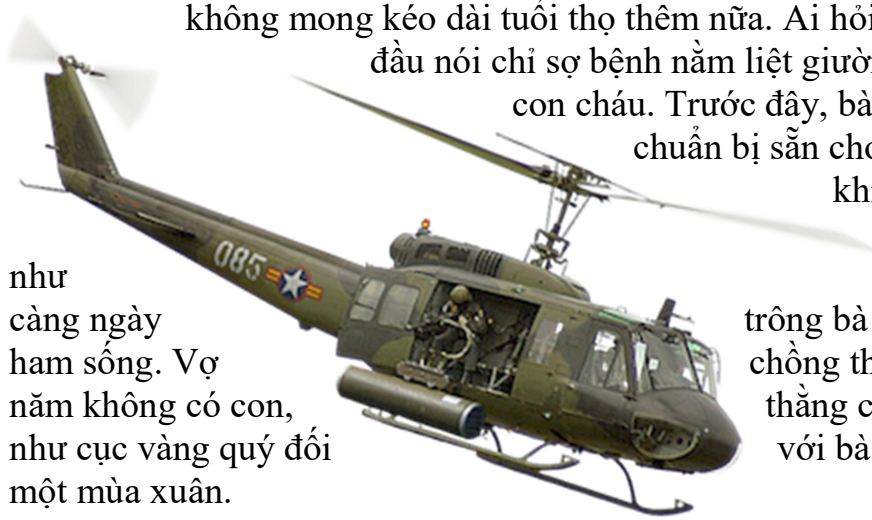 không mong kéo dài tuổi thọ thêm nữa. Ai hỏi
đầu nói chỉ sợ bệnh nằm liệt giườ
con cháu. Trước đây, bà
chuẩn bị sẵn cho
khi
085
như
càng ngày trông bà
ham sống. Vợ chồng th
năm không có con, thằng c
như cục vàng quý đối với bà
một mùa xuân.